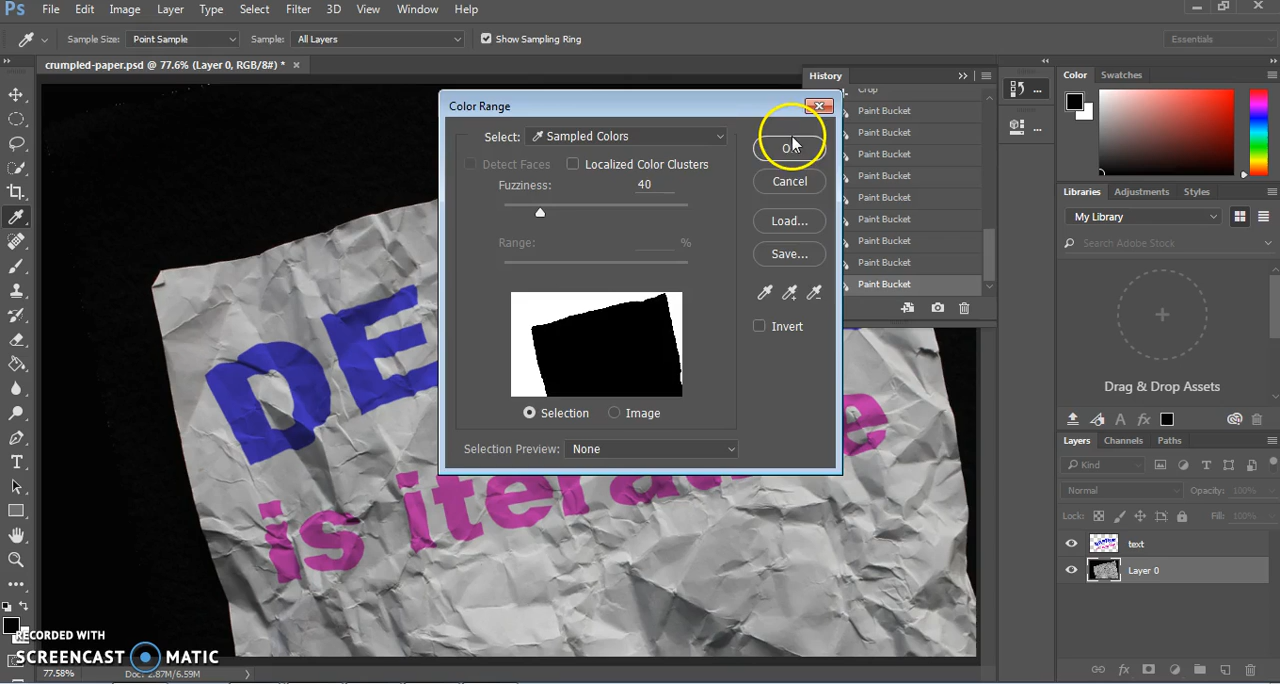 Ps File Edit Image Layer Type Select Filter 3D View Window Help
Sample Size: Point Sample Sample: All Layers Show Sampling Ring Essentials
crumpled-paper.psd @ 77.6% (Layer 0, RGB/8#) *
History
Crop
Paint Bucket
Paint Bucket
Paint Bucket
Paint Bucket
Paint Bucket
Paint Bucket
Paint Bucket
Paint Bucket
Paint Bucket
Color Range
Select: Sampled Colors
Detect Faces Localized Color Clusters
Fuzziness: 40
Range: %
Selection Image
Selection Preview: None
Cancel
Load...
Save...
Invert
DE
is itera
e
Color Swatches
Libraries Adjustments Styles
My Library
Search Adobe Stock
Drag & Drop Assets
Layers Channels Paths
Kind
Normal Opacity: 100%
Lock: Fill: 100%
text
Layer 0
RECORDED WITH
SCREENCAST MATIC
77.58% Doc: 2.87M/6.59M